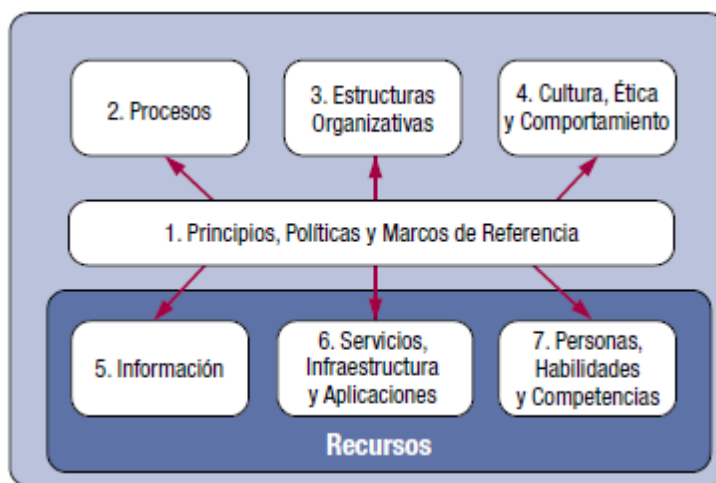 2. Procesos
3. Estructuras
Organizativas
4. Cultura, Ética
y Comportamiento
1. Principios, Políticas y Marcos de Referencia
5. Información
6. Servicios,
Infraestructura
y Aplicaciones
7. Personas,
Habilidades
y Competencias
Recursos